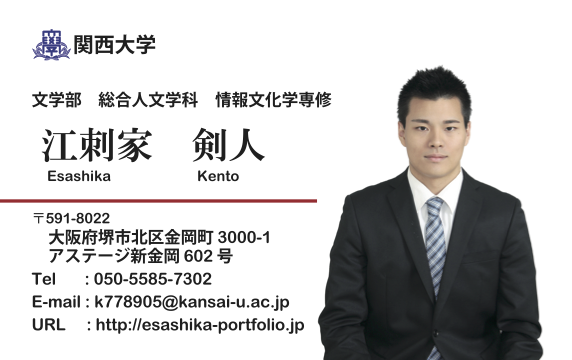 関西大学
文学部　総合人文学科　情報文化学専修
江刺家　剣人
Esashika　Kento
〒591-8022
大阪府堺市北区金岡町 3000-1
アステージ新金岡 602 号
Tel : 050-5585-7302
E-mail : k778905@kansai-u.ac.jp
URL : http://esashika-portfolio.jp